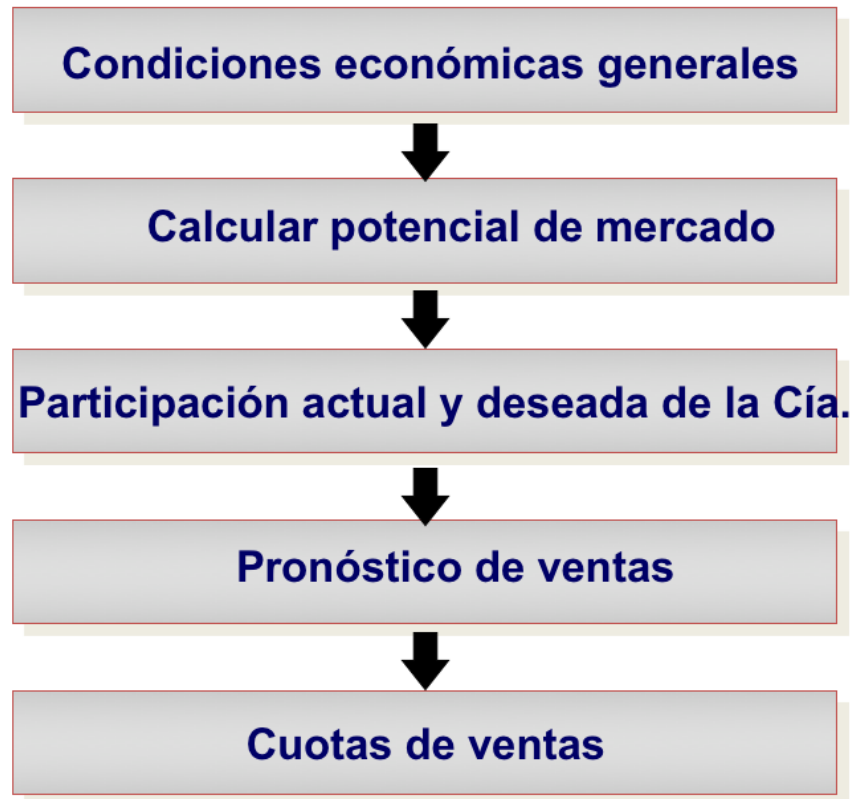 Condiciones económicas generales
Calcular potencial de mercado
Participación actual y deseada de la Cía.
Pronóstico de ventas
Cuotas de ventas